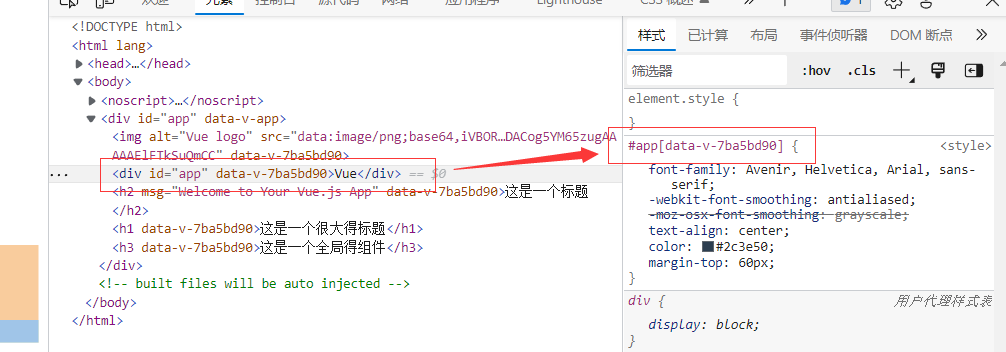 欢迎 元素 控制台 源代码 网络 应用程序 Lighthouse CSS 概述
1
<!DOCTYPE html>
<html lang>
<head>…</head>
<body>
<noscript>…</noscript>
<div id="app" data-v-app>
<img alt="Vue logo" src="data:image/png;base64,iVBOR…DACog5YM65zugAA
AAAElFTkSuQmCC" data-v-7ba5bd90>
<div id="app" data-v-7ba5bd90>Vue</div> == $0
<h2 msg="Welcome to Your Vue.js App" data-v-7ba5bd90>这是一个标题
</h2>
<h1 data-v-7ba5bd90>这是一个很大得标题</h1>
<h3 data-v-7ba5bd90>这是一个全局得组件</h3>
</div>
<!-- built files will be auto injected -->
</body>
</html>
样式 已计算 布局 事件侦听器 DOM 断点
筛选器 :hov .cls
element.style {
}
#app[data-v-7ba5bd90] { <style>
font-family: Avenir, Helvetica, Arial, sans-
serif;
-webkit-font-smoothing: antialiased;
-moz-osx-font-smoothing: grayscale;
text-align: center;
color: #2c3e50;
margin-top: 60px;
}
div { 用户代理样式表
display: block;
}